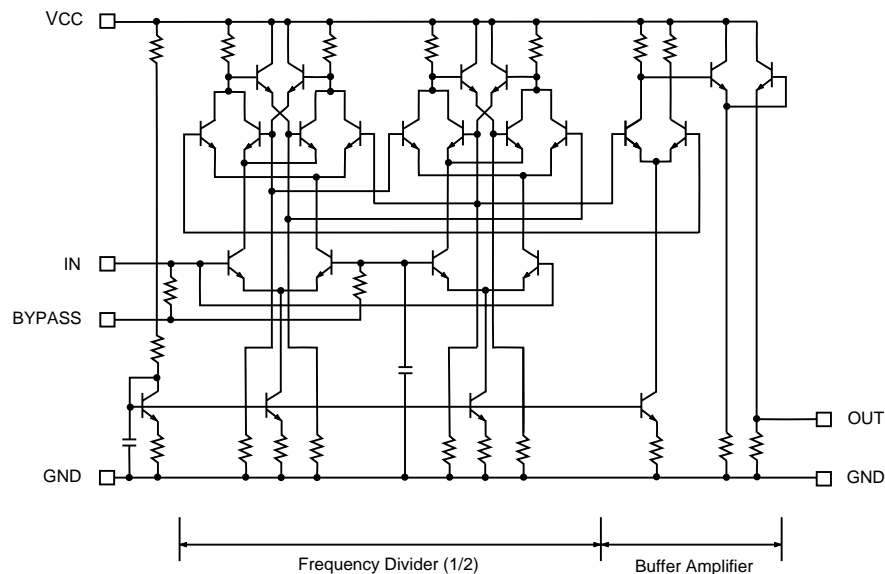 VCC
IN
BYPASS
OUT
GND
GND
Frequency Divider (1/2)
Buffer Amplifier